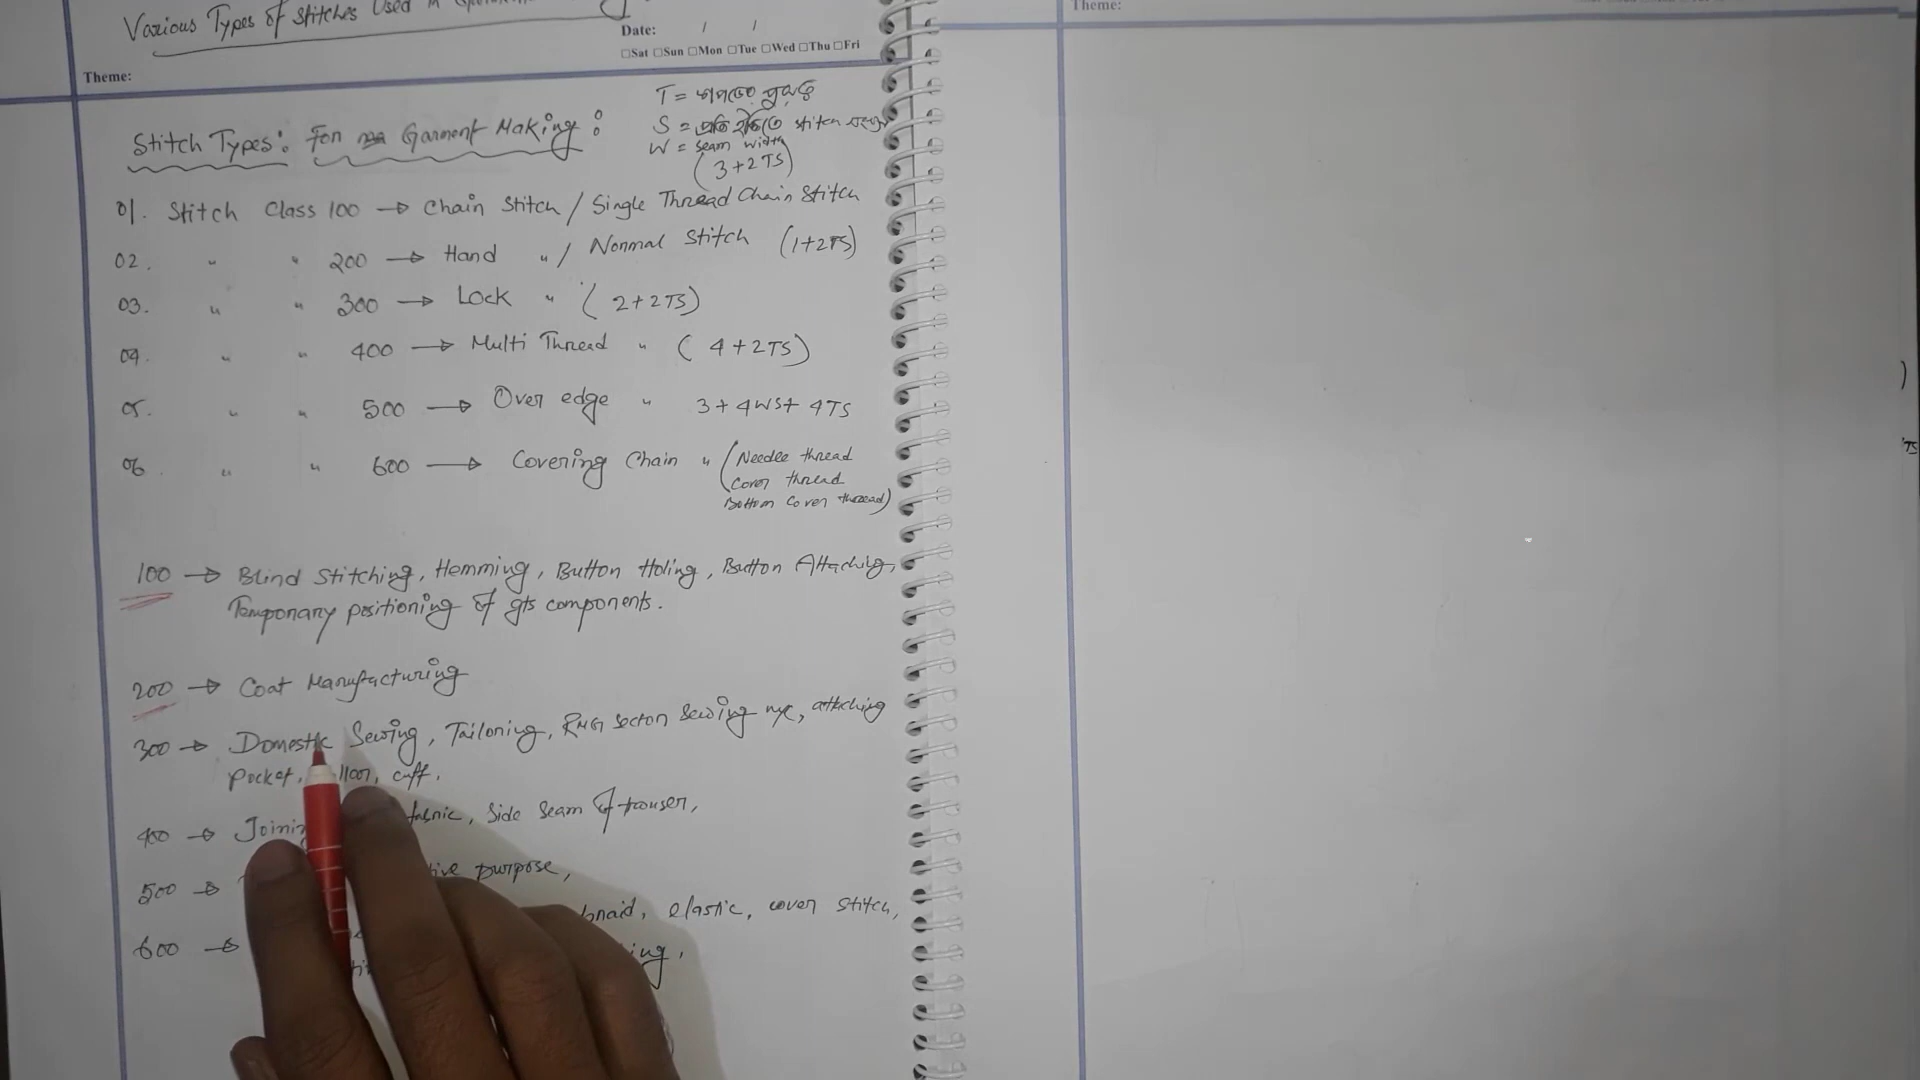 Various Types of Stitches Used in
Date: / /
□Sat □Sun □Mon □Tue □Wed □Thu □Fri
Theme:
Theme:
T = কাপড়ের পুরুত্ব
S = প্রতি ইঞ্চিতে stitch
W = Seam width
(3+2TS)
Stitch Types: For Garment Making:
01. Stitch Class 100 → Chain Stitch / Single Thread Chain Stitch
02. " " 200 → Hand " / Normal Stitch (1+2TS)
03. " " 300 → Lock " (2+2TS)
04. " " 400 → Multi Thread " (4+2TS)
05. " " 500 → Over edge " 3+4WS+4TS
06. " " 600 → Covering Chain " (Needle thread
Cover thread
Bottom Cover thread)
100 → Blind Stitching, Hemming, Button Holing, Button Attaching,
Temporary positioning of gts components.
200 → Coat Manufacturing
300 → Domestic Sewing, Tailoring, RMG sector Sewing m/c, attaching
pocket, cuff.
400 → fabric, Side Seam of trouser,
500 → purpose,
600 → braid, elastic, cover stitch,
TS